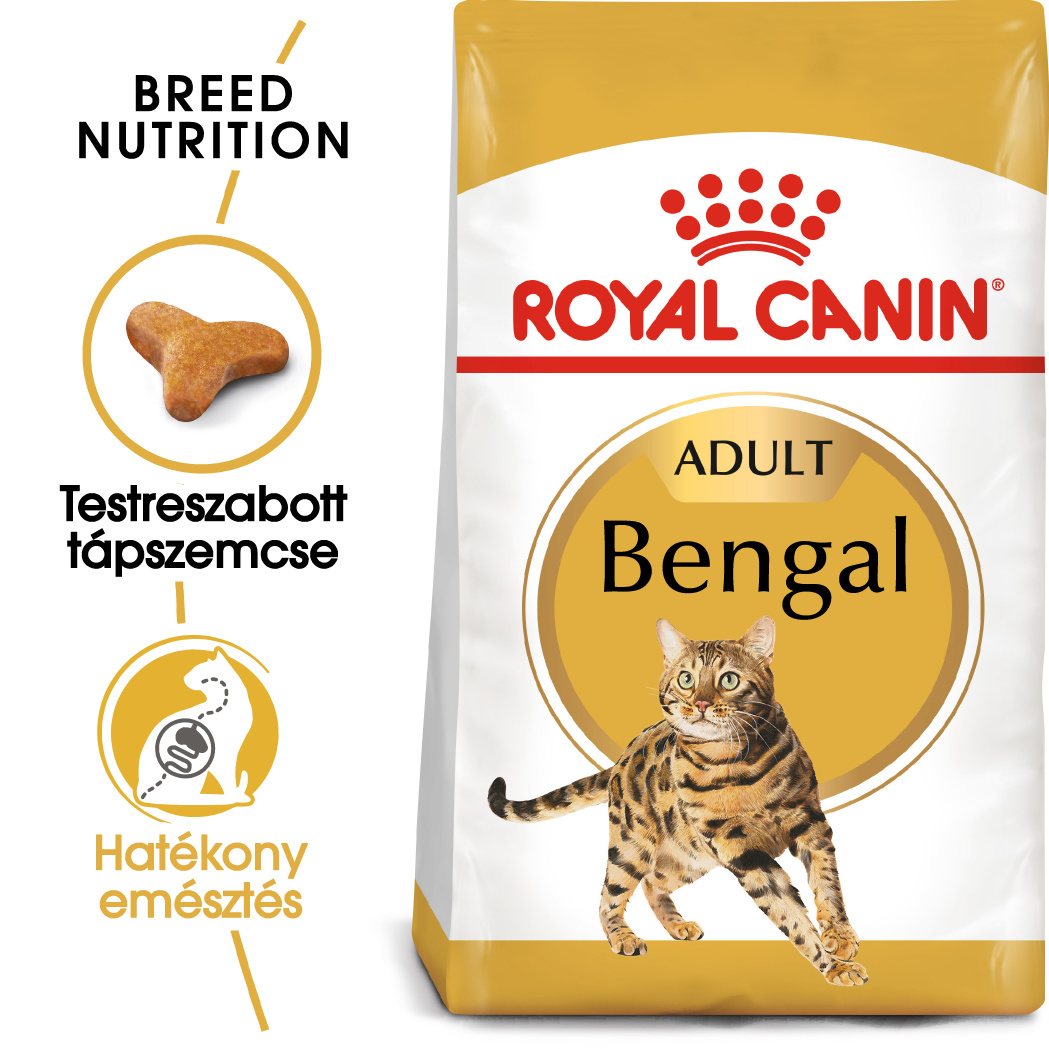 BREED
NUTRITION
Testreszabott
tápszemcse
Hatékony
emésztés
ROYAL CANIN®
ADULT
Bengal